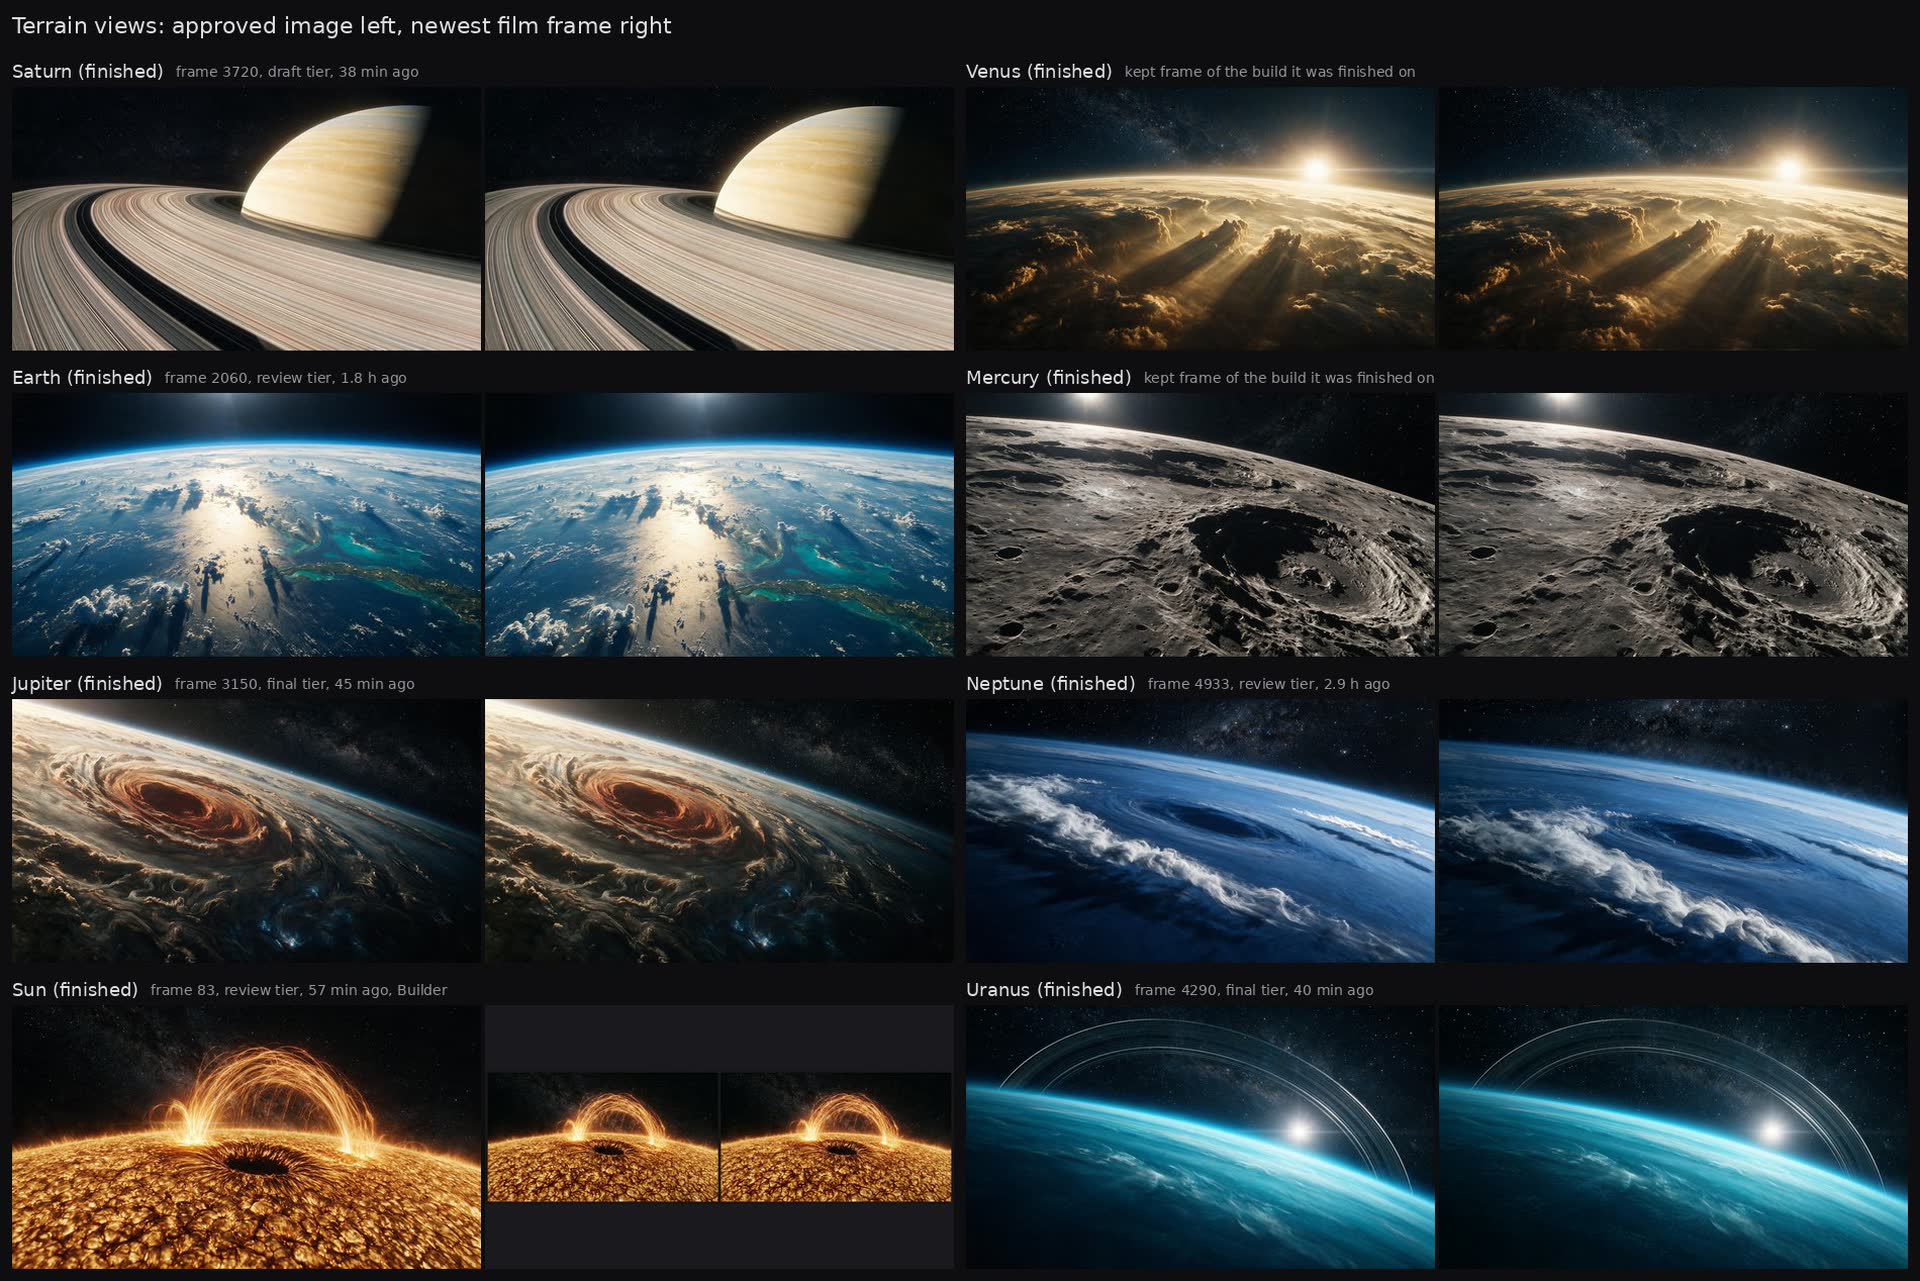 Terrain views: approved image left, newest film frame right
Saturn (finished) frame 3720, draft tier, 38 min ago
Venus (finished) kept frame of the build it was finished on
Earth (finished) frame 2060, review tier, 1.8 h ago
Mercury (finished) kept frame of the build it was finished on
Jupiter (finished) frame 3150, final tier, 45 min ago
Neptune (finished) frame 4933, review tier, 2.9 h ago
Sun (finished) frame 83, review tier, 57 min ago, Builder
Uranus (finished) frame 4290, final tier, 40 min ago